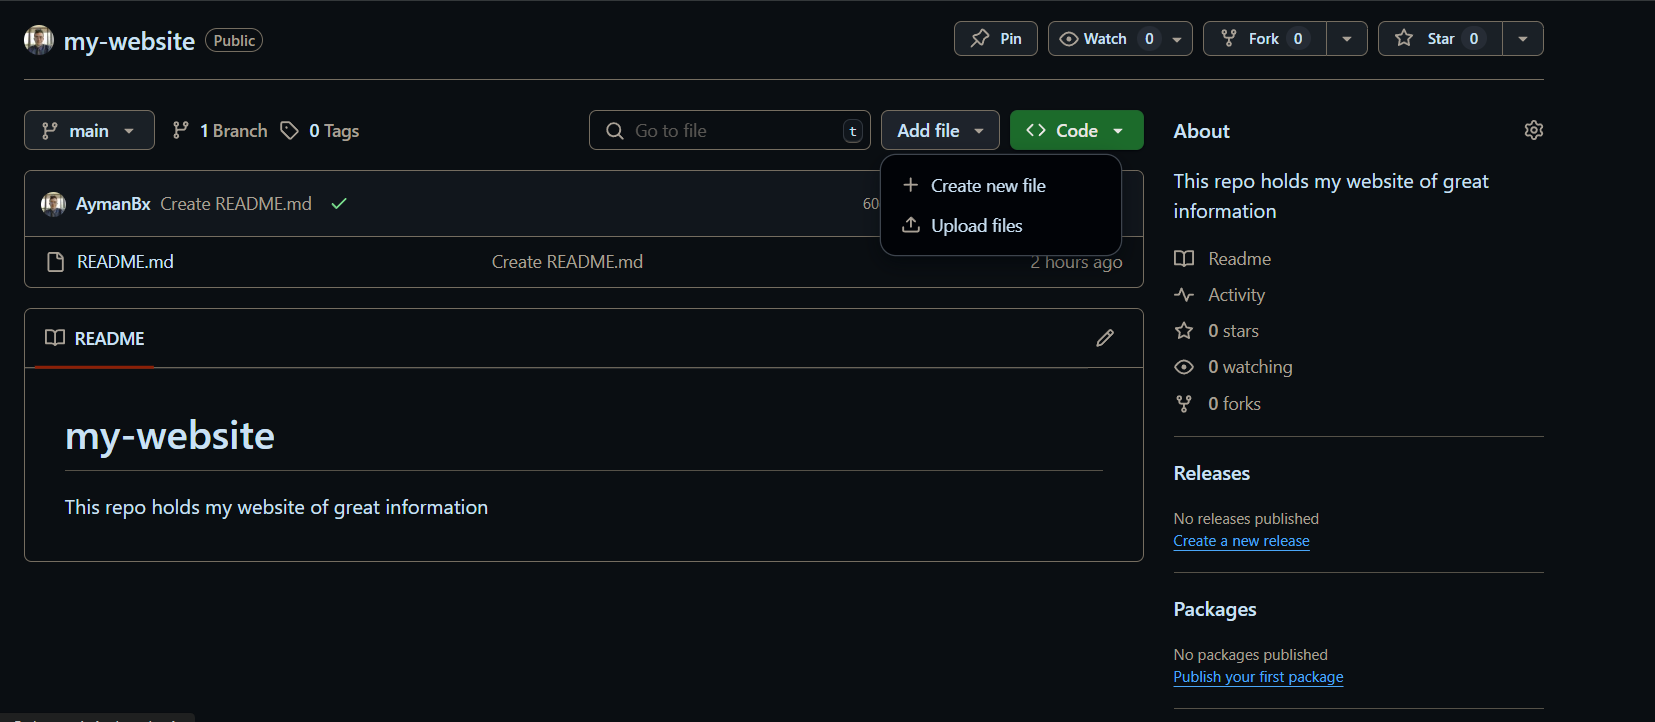 my-website Public Pin Watch 0 Fork 0 Star 0
main 1 Branch 0 Tags Go to file t Add file Code
Create new file
Upload files
AymanBx Create README.md 60
README.md Create README.md 2 hours ago
README
my-website
This repo holds my website of great information
About
This repo holds my website of great
information
Readme
Activity
0 stars
0 watching
0 forks
Releases
No releases published
Create a new release
Packages
No packages published
Publish your first package